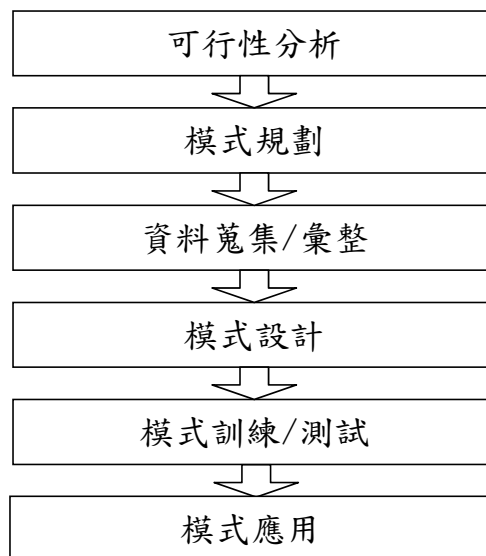 可行性分析
模式規劃
資料蒐集/彙整
模式設計
模式訓練/測試
模式應用